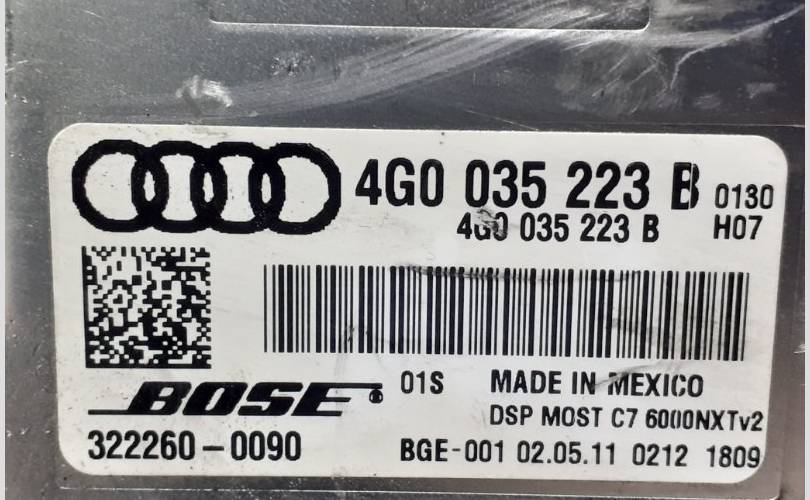 4G0 035 223 B 0130
4G0 035 223 B H07
BOSE 01S MADE IN MEXICO
DSP MOST C7 6000NXTv2
322260-0090 BGE-001 02.05.11 0212 1809